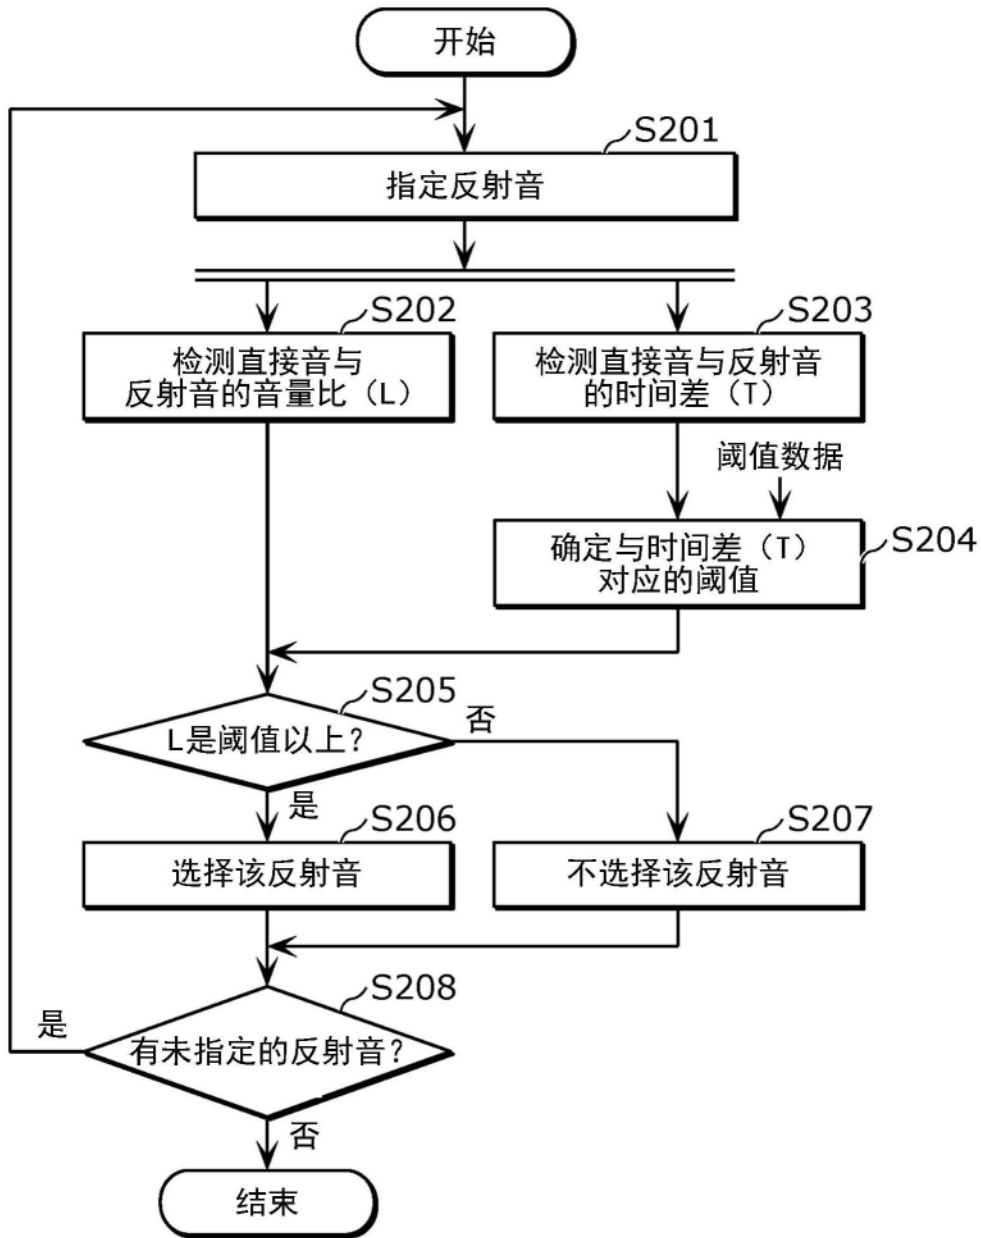 开始
S201
指定反射音
S202
检测直接音与
反射音的音量比（L）
S203
检测直接音与反射音
的时间差（T）
阈值数据
S204
确定与时间差（T）
对应的阈值
S205
L是阈值以上？
否
是
S206
选择该反射音
S207
不选择该反射音
S208
有未指定的反射音？
是
否
结束